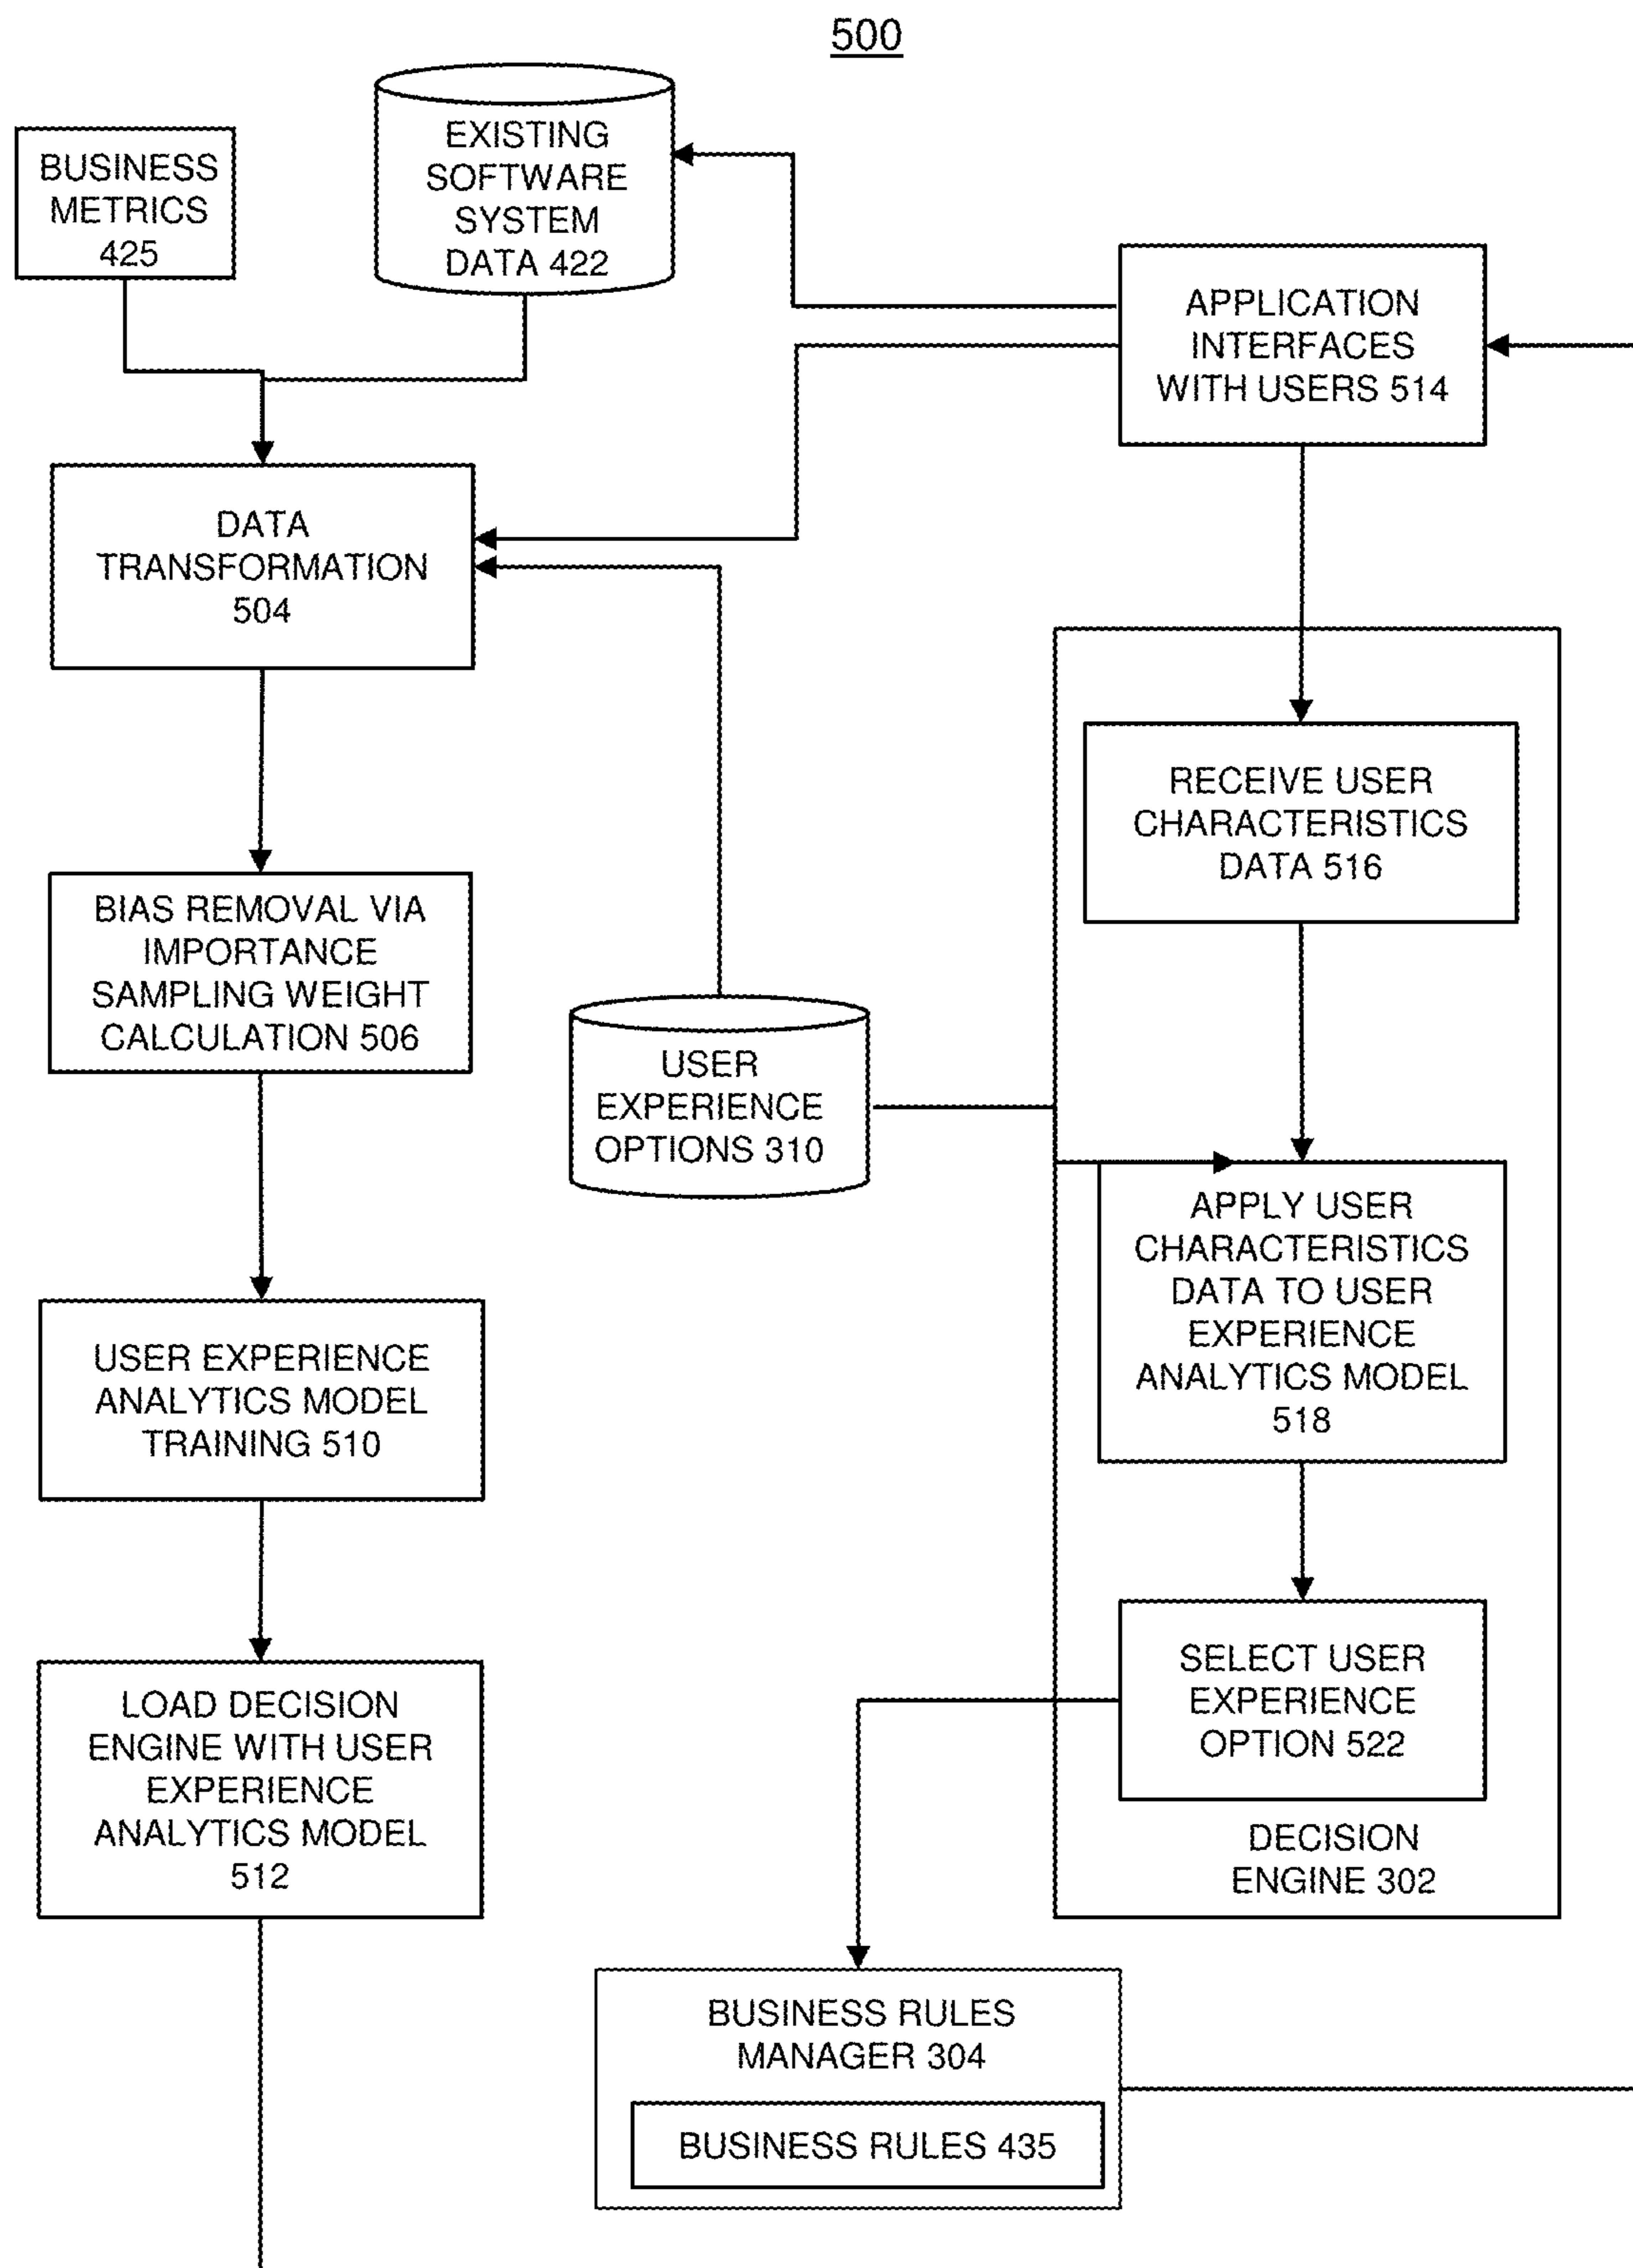 500
BUSINESS
METRICS
425
EXISTING
SOFTWARE
SYSTEM
DATA 422
APPLICATION
INTERFACES
WITH USERS 514
DATA
TRANSFORMATION
504
RECEIVE USER
CHARACTERISTICS
DATA 516
BIAS REMOVAL VIA
IMPORTANCE
SAMPLING WEIGHT
CALCULATION 506
USER
EXPERIENCE
OPTIONS 310
APPLY USER
CHARACTERISTICS
DATA TO USER
EXPERIENCE
ANALYTICS MODEL
518
USER EXPERIENCE
ANALYTICS MODEL
TRAINING 510
SELECT USER
EXPERIENCE
OPTION 522
DECISION
ENGINE 302
LOAD DECISION
ENGINE WITH USER
EXPERIENCE
ANALYTICS MODEL
512
BUSINESS RULES
MANAGER 304
BUSINESS RULES 435